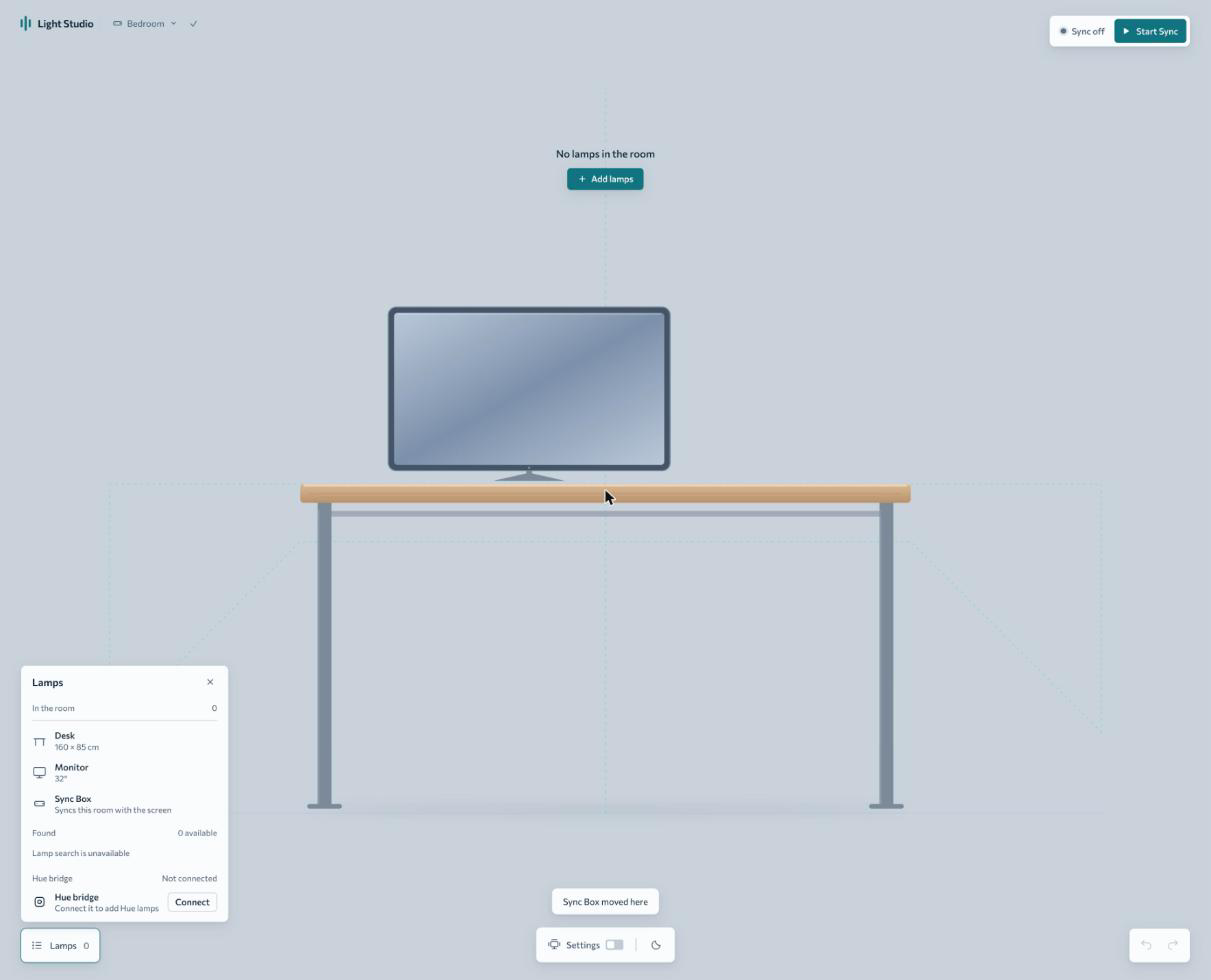 Light Studio
Bedroom
Sync off
Start Sync
No lamps in the room
+ Add lamps
Lamps
In the room 0
Desk
160 × 85 cm
Monitor
32"
Sync Box
Syncs this room with the screen
Found 0 available
Lamp search is unavailable
Hue bridge Not connected
Hue bridge
Connect it to add Hue lamps
Connect
Sync Box moved here
Lamps 0
Settings